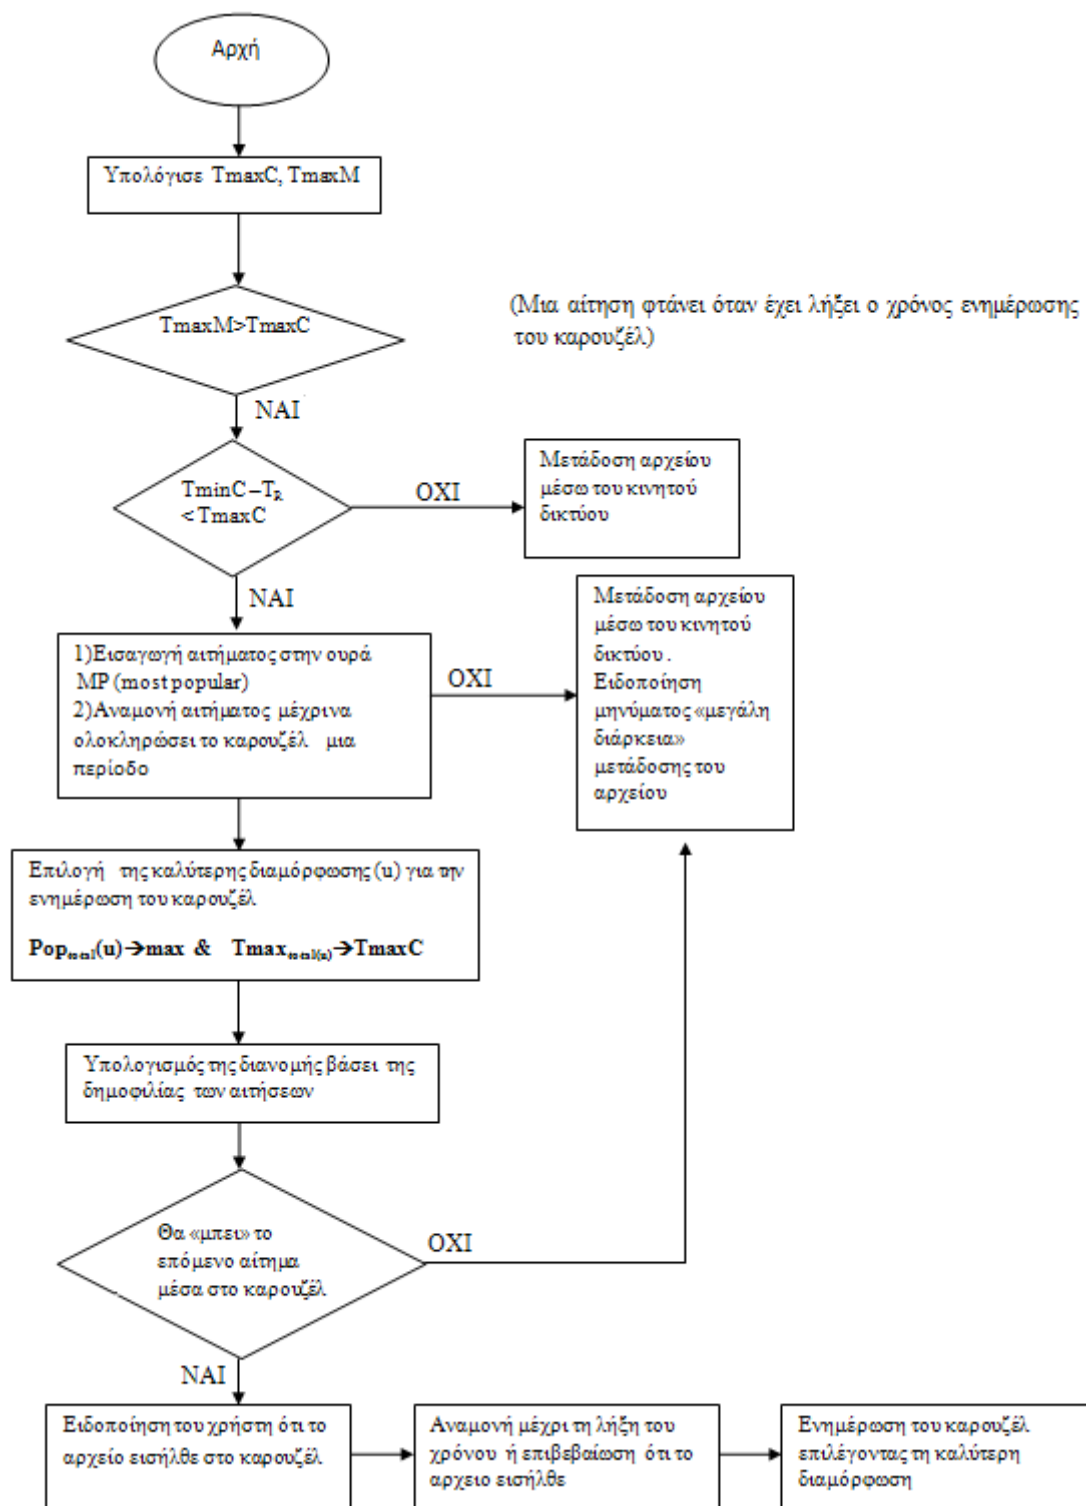 Αρχή
Υπολόγισε TmaxC, TmaxM
TmaxM>TmaxC
(Μια αίτηση φτάνει όταν έχει λήξει ο χρόνος ενημέρωσης
του καρουζέλ)
ΝΑΙ
TminC–TR
<TmaxC
ΟΧΙ
Μετάδοση αρχείου
μέσω του κινητού
δικτύου
ΝΑΙ
1)Εισαγωγή αιτήματος στην ουρά
MP (most popular)
2)Αναμονή αιτήματος μέχρινα
ολοκληρώσει το καρουζέλ μια
περίοδο
ΟΧΙ
Μετάδοση αρχείου
μέσω του κινητού
δικτύου.
Ειδοποίηση
μηνύματος «μεγάλη
διάρκεια»
μετάδοσης του
αρχείου
Επιλογή της καλύτερης διαμόρφωσης (u) για την
ενημέρωση του καρουζέλ
Poptotal(u)→max & Tmaxtotal(u)→TmaxC
Υπολογισμός της διανομής βάσει της
δημοφιλίας των αιτήσεων
Θα «μπει» το
επόμενο αίτημα
μέσα στο καρουζέλ
ΟΧΙ
ΝΑΙ
Ειδοποίηση του χρήστη ότι το
αρχείο εισήλθε στο καρουζέλ
Αναμονή μέχρι τη λήξη του
χρόνου ή επιβεβαίωση ότι το
αρχειο εισήλθε
Ενημέρωση του καρουζέλ
επιλέγοντας τη καλύτερη
διαμόρφωση